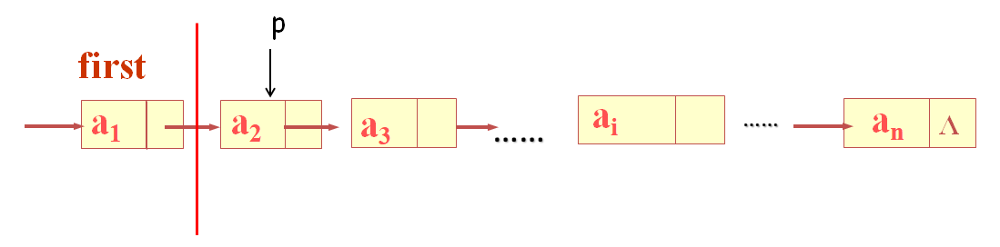 p
first
a₁ a₂ a₃ …… aᵢ …… aₙ Λ